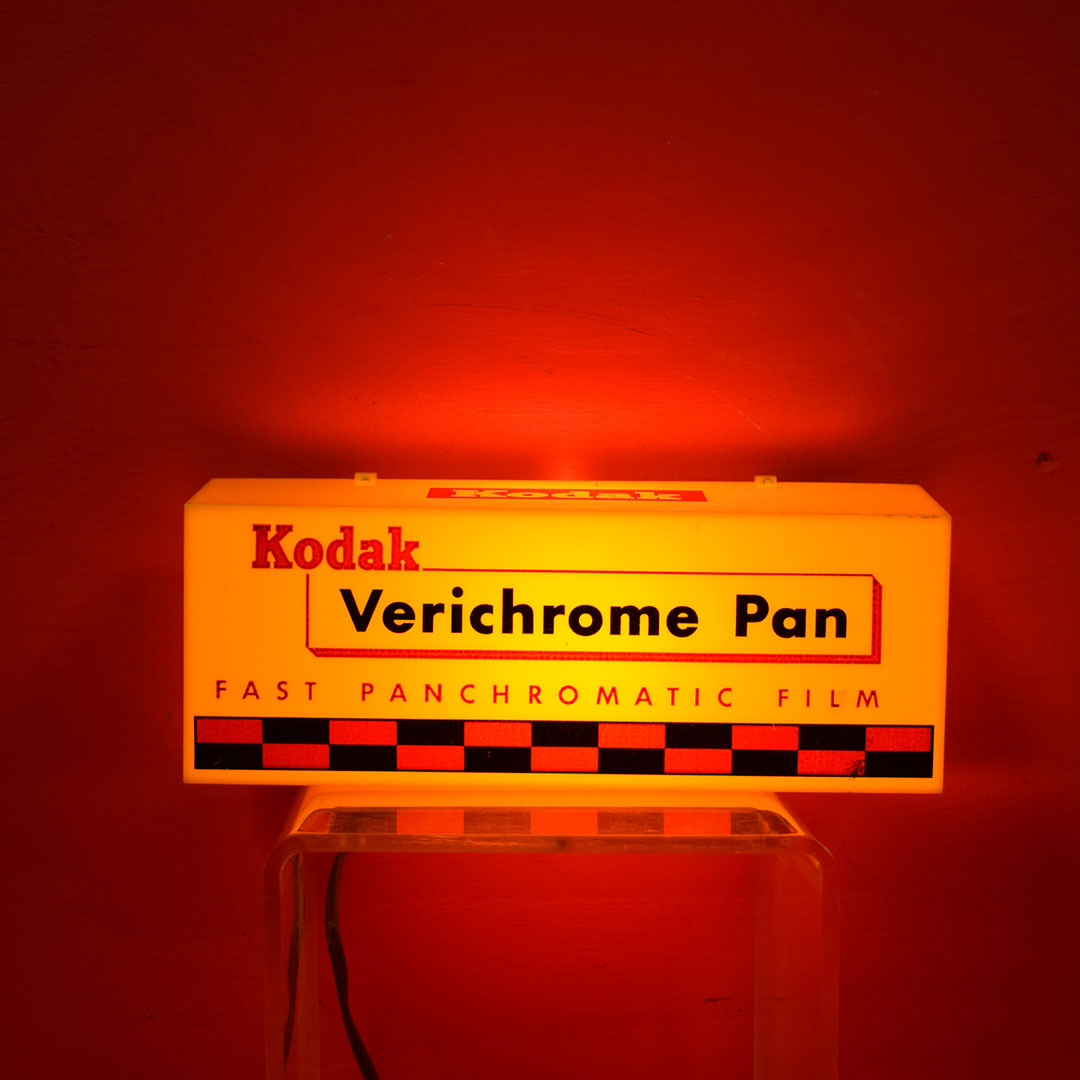 Kodak
Kodak
Verichrome Pan
FAST PANCHROMATIC FILM